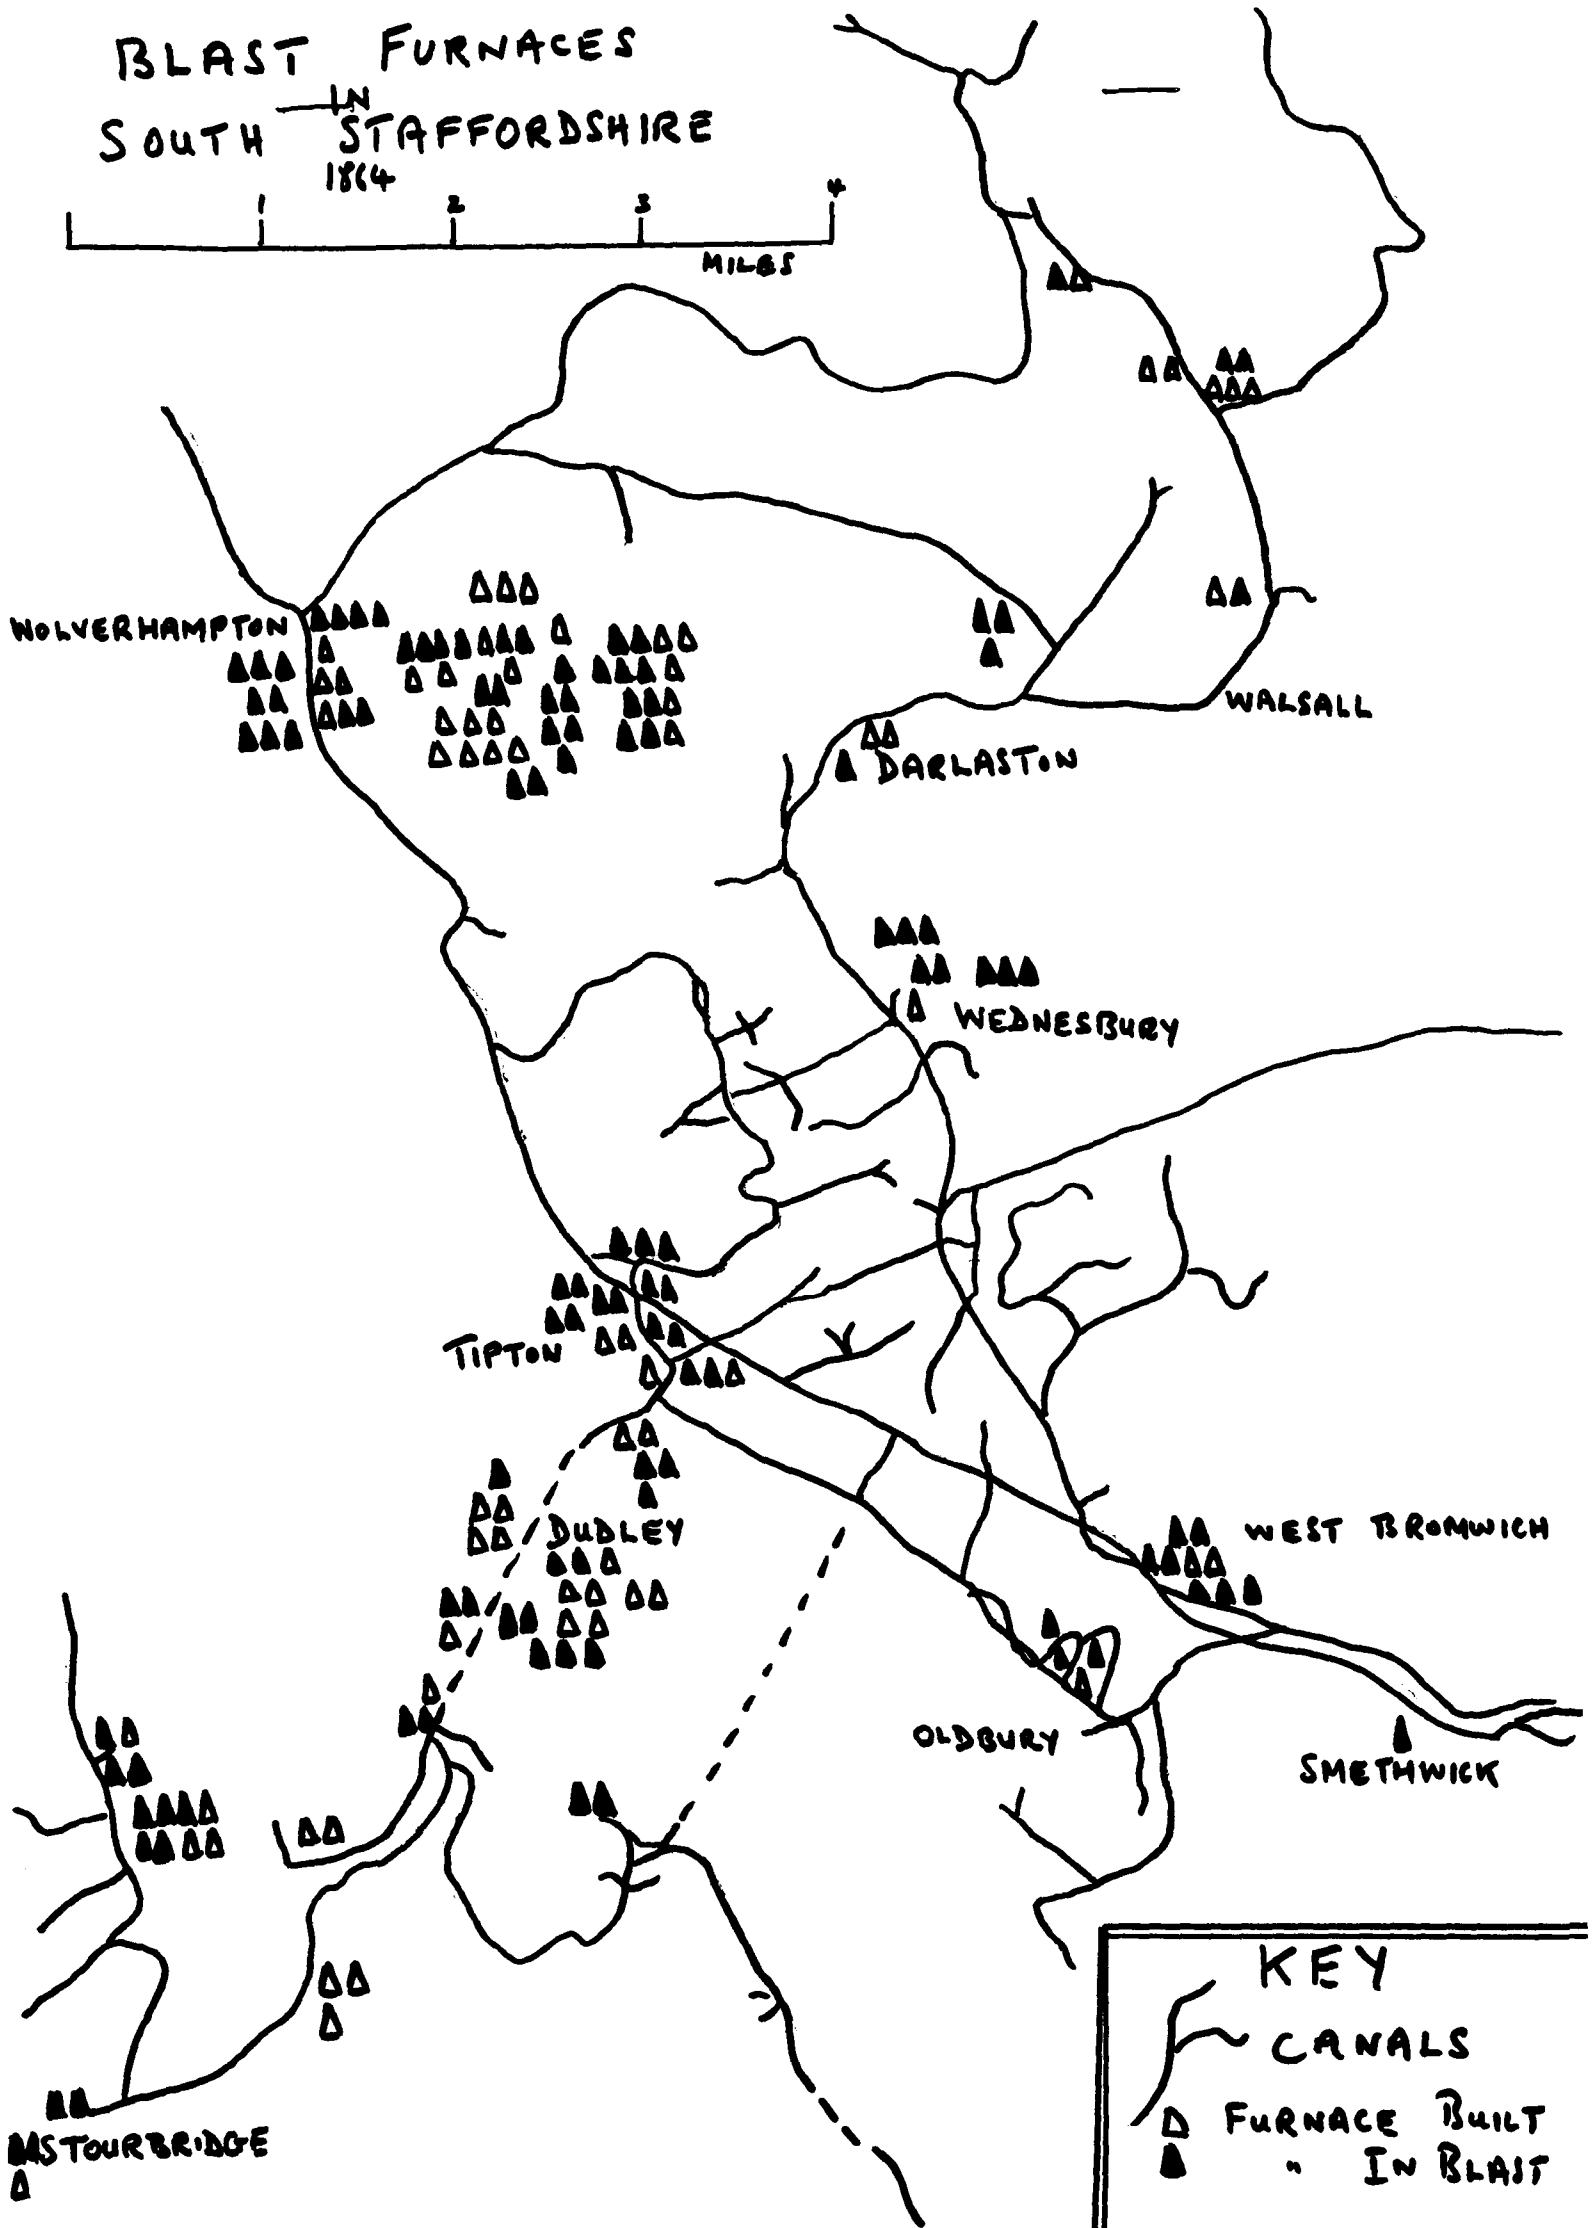 BLAST FURNACES
IN
SOUTH STAFFORDSHIRE
1864
1 2 3 4
MILES
WOLVERHAMPTON
WALSALL
DARLASTON
WEDNESBURY
TIPTON
DUDLEY
WEST BROMWICH
OLDBURY
SMETHWICK
STOURBRIDGE
KEY
CANALS
FURNACE BUILT
" IN BLAST